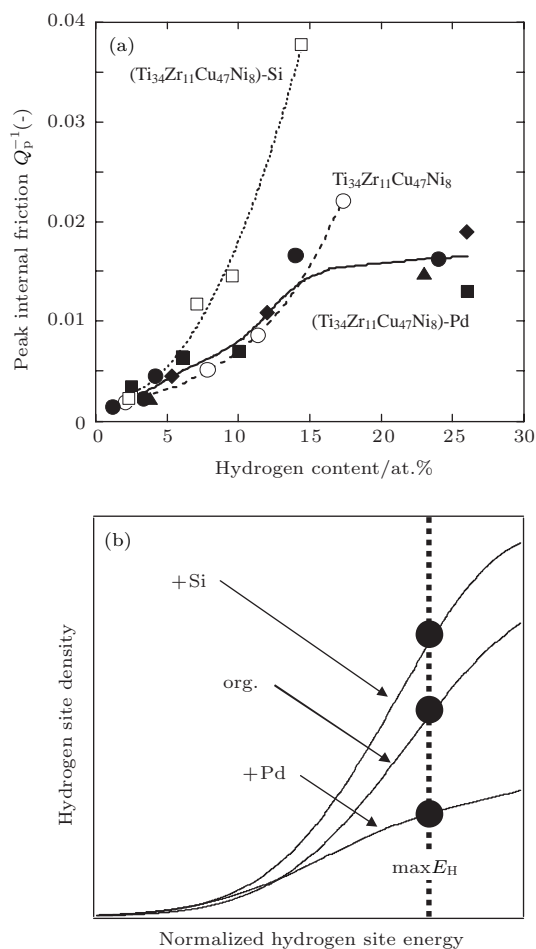 (a)
0.04
0.03
0.02
0.01
0
0 5 10 15 20 25 30
Peak internal friction Qp−1(-)
Hydrogen content/at.%
(Ti34Zr11Cu47Ni8)-Si
Ti34Zr11Cu47Ni8
(Ti34Zr11Cu47Ni8)-Pd
(b)
+Si
org.
+Pd
maxEH
Hydrogen site density
Normalized hydrogen site energy